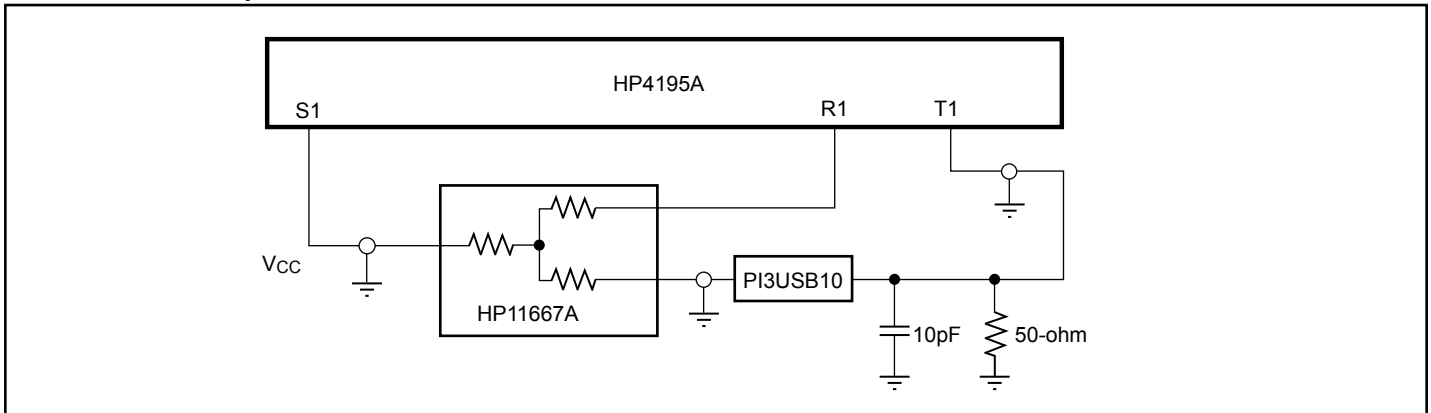 HP4195A
S1
R1
T1
VCC
HP11667A
PI3USB10
10pF
50-ohm